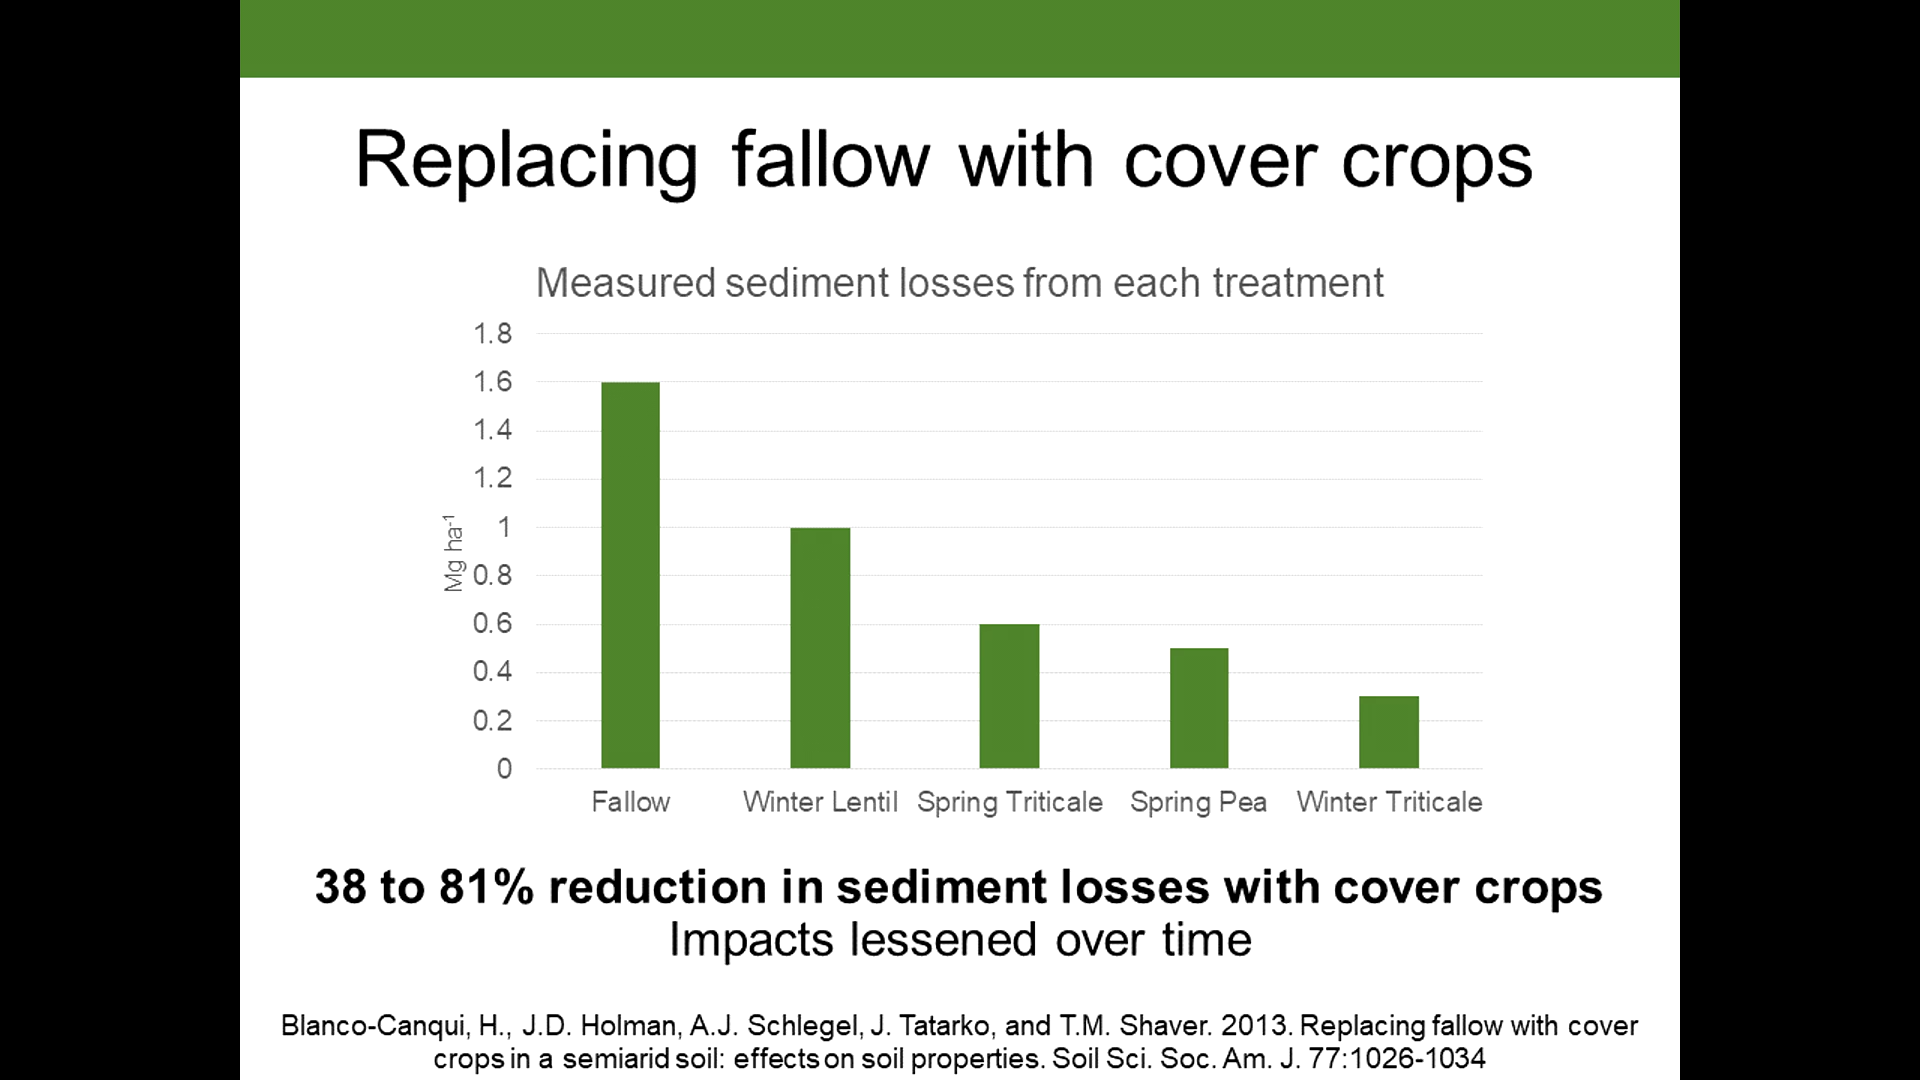 Replacing fallow with cover crops
Measured sediment losses from each treatment
1.8
1.6
1.4
1.2
1
0.8
0.6
0.4
0.2
0
Mg ha⁻¹
Fallow Winter Lentil Spring Triticale Spring Pea Winter Triticale
38 to 81% reduction in sediment losses with cover crops
Impacts lessened over time
Blanco-Canqui, H., J.D. Holman, A.J. Schlegel, J. Tatarko, and T.M. Shaver. 2013. Replacing fallow with cover
crops in a semiarid soil: effects on soil properties. Soil Sci. Soc. Am. J. 77:1026-1034